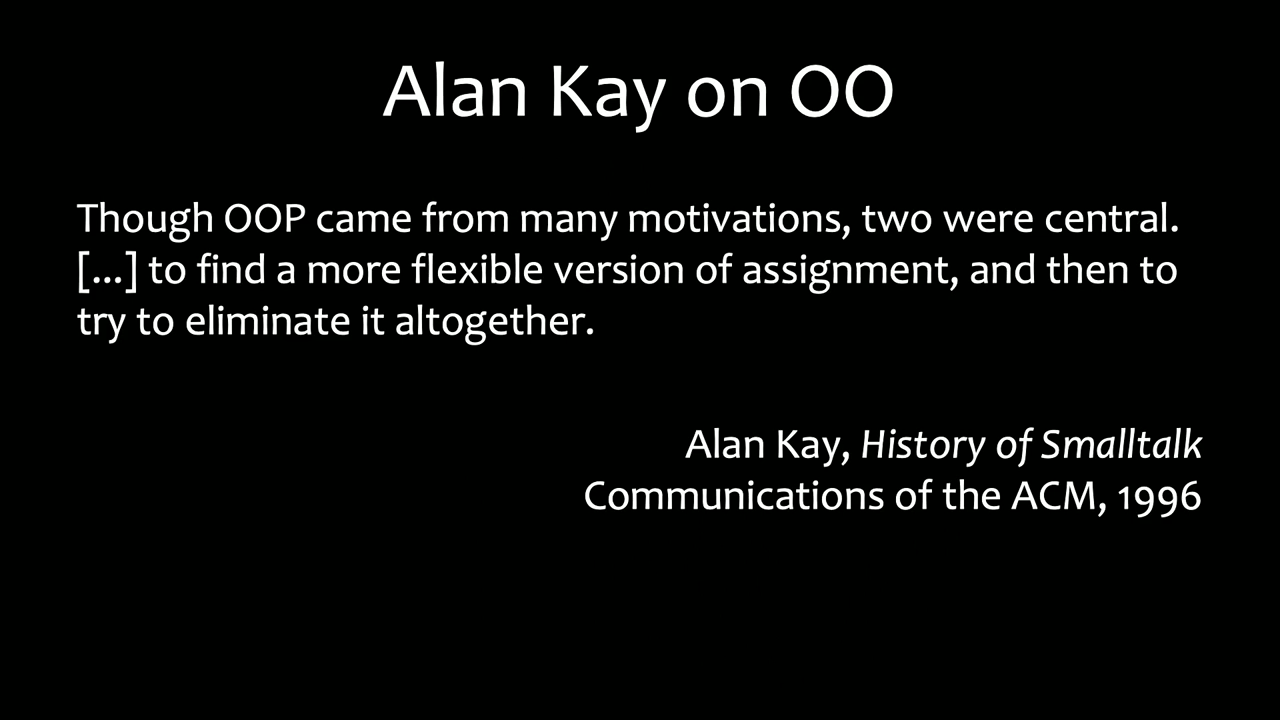 Alan Kay on OO
Though OOP came from many motivations, two were central.
[...] to find a more flexible version of assignment, and then to
try to eliminate it altogether.
Alan Kay, History of Smalltalk
Communications of the ACM, 1996